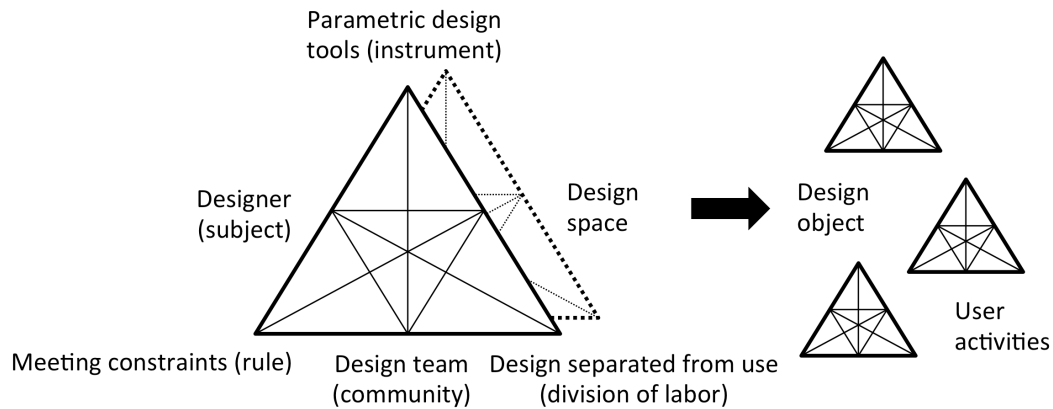 Parametric design
tools (instrument)
Designer
(subject)
Design
space
Design
object
User
activities
Meeting constraints (rule)
Design team
(community)
Design separated from use
(division of labor)